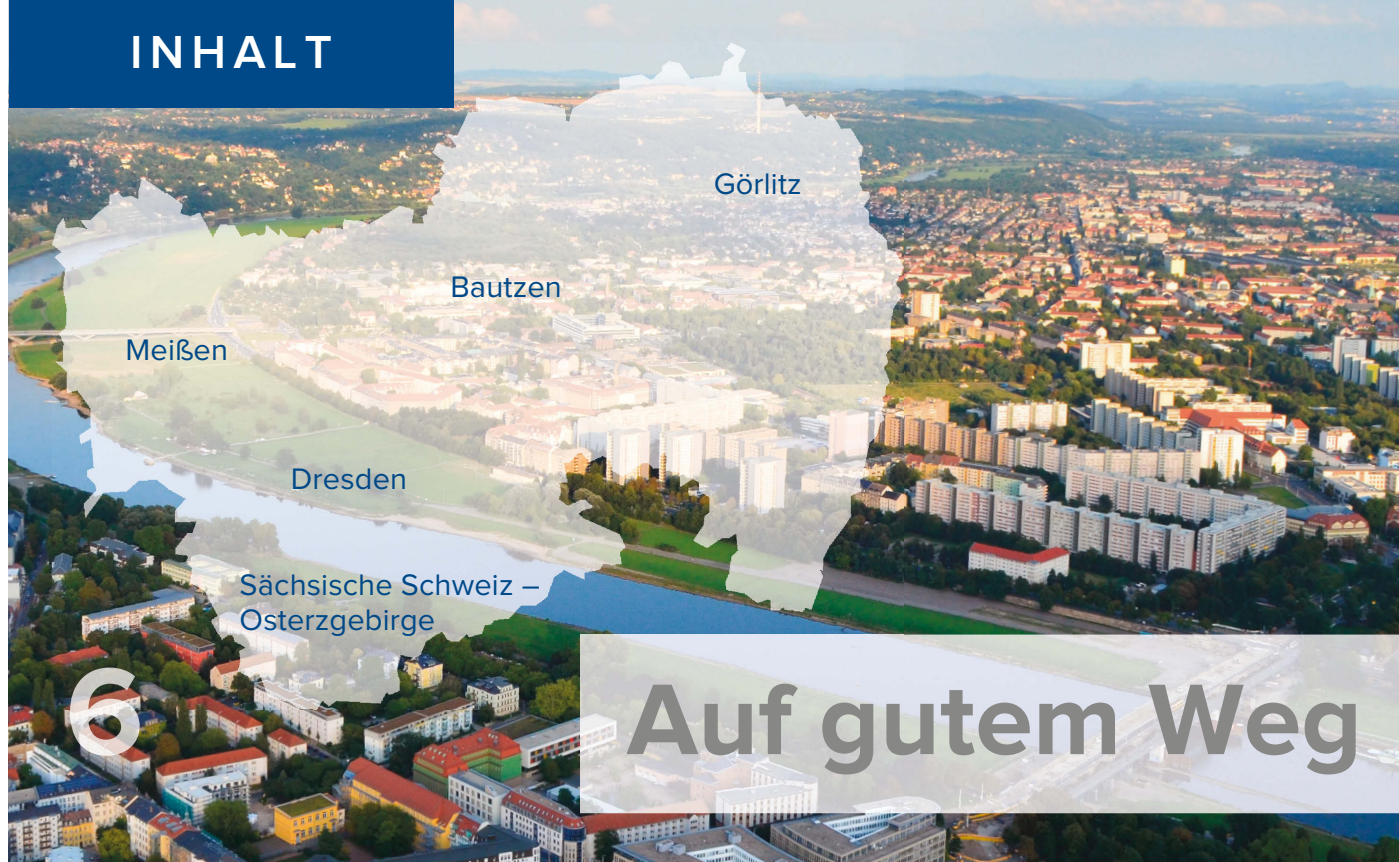 INHALT
Görlitz
Bautzen
Meißen
Dresden
Sächsische Schweiz –
Osterzgebirge
6
Auf gutem Weg